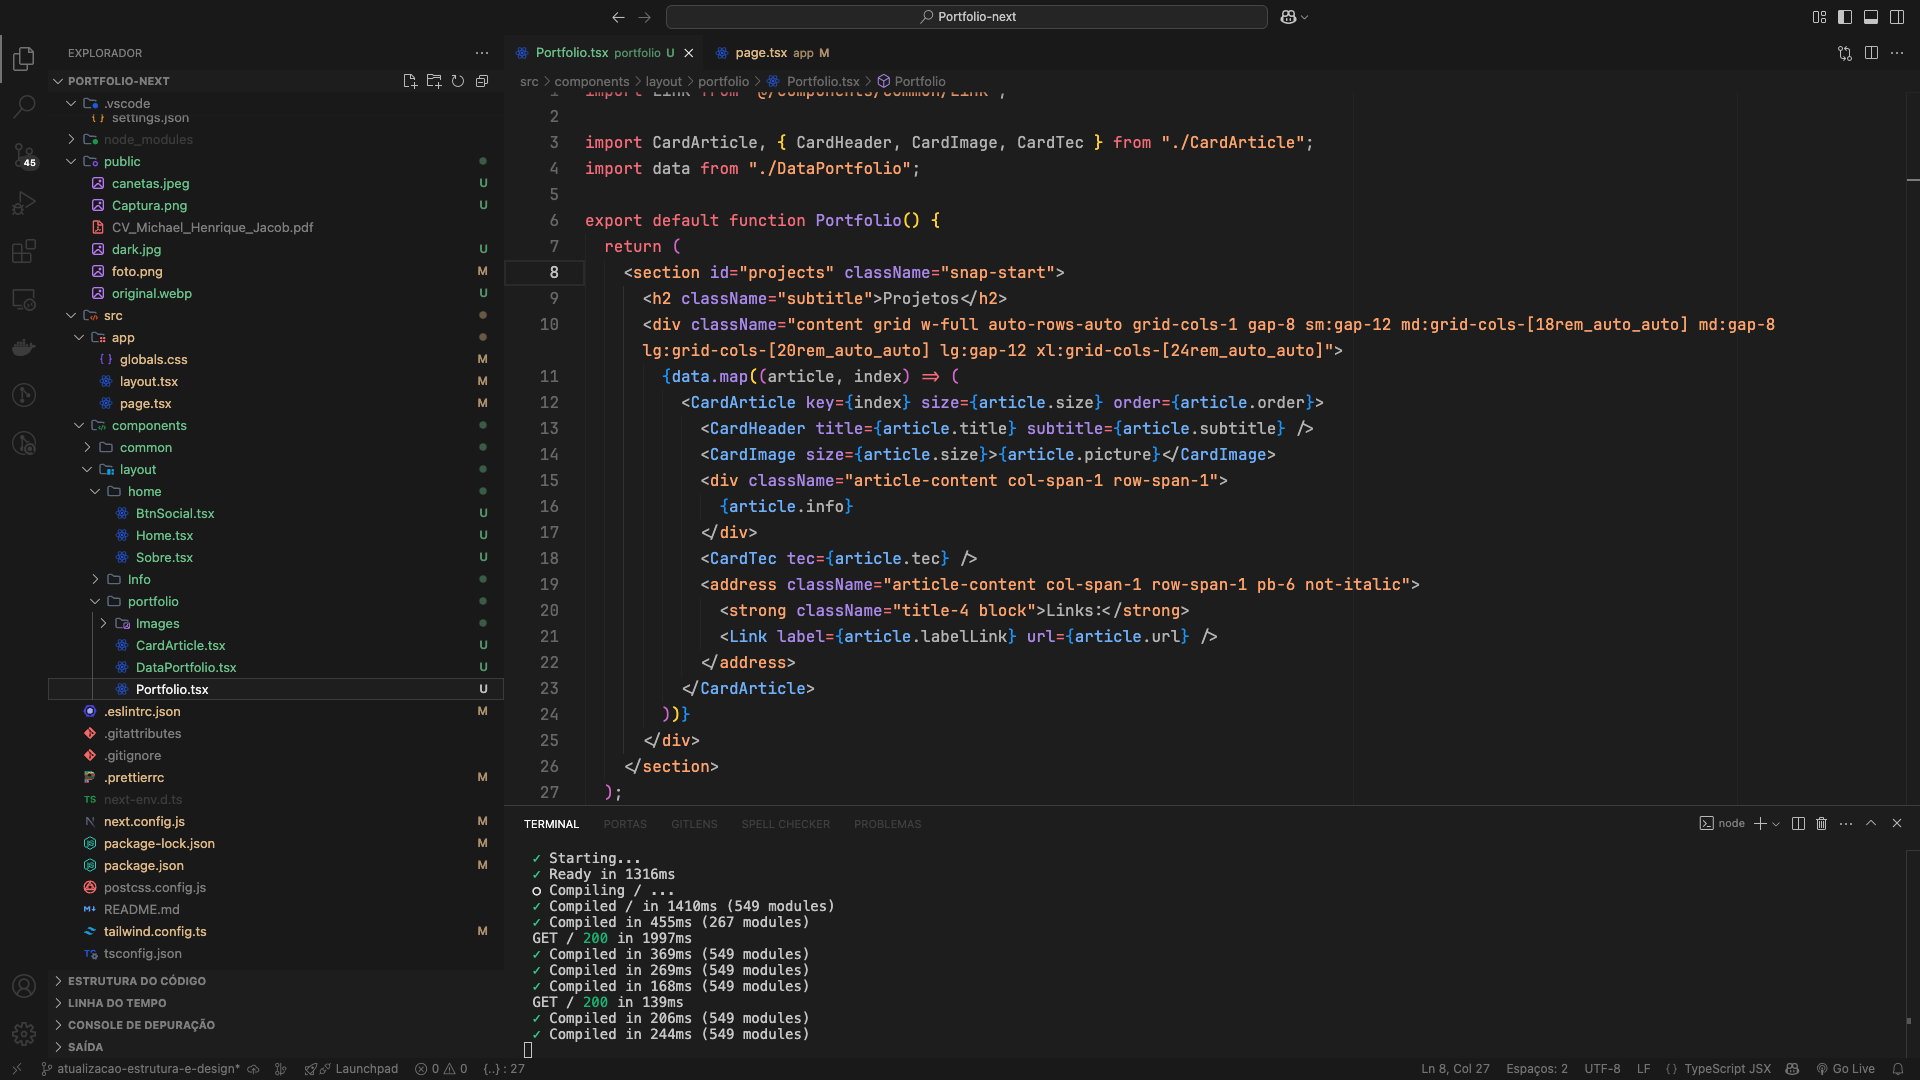 Portfolio-next
EXPLORADOR
PORTFOLIO-NEXT
.vscode
settings.json
node_modules
public
canetas.jpeg U
Captura.png U
CV_Michael_Henrique_Jacob.pdf
dark.jpg U
foto.png M
original.webp U
src
app
globals.css M
layout.tsx M
page.tsx M
components
common
layout
home
BtnSocial.tsx U
Home.tsx U
Sobre.tsx U
Info
portfolio
Images
CardArticle.tsx U
DataPortfolio.tsx U
Portfolio.tsx U
.eslintrc.json M
.gitattributes
.gitignore
.prettierrc M
TS next-env.d.ts
next.config.js M
package-lock.json M
package.json M
postcss.config.js
README.md
tailwind.config.ts M
tsconfig.json
ESTRUTURA DO CÓDIGO
LINHA DO TEMPO
CONSOLE DE DEPURAÇÃO
SAÍDA
45
Portfolio.tsx portfolio U
page.tsx app M
src > components > layout > portfolio > Portfolio.tsx > Portfolio
1 import Link from "@/components/common/Link";
2
3 import CardArticle, { CardHeader, CardImage, CardTec } from "./CardArticle";
4 import data from "./DataPortfolio";
5
6 export default function Portfolio() {
7 return (
8 <section id="projects" className="snap-start">
9 <h2 className="subtitle">Projetos</h2>
10 <div className="content grid w-full auto-rows-auto grid-cols-1 gap-8 sm:gap-12 md:grid-cols-[18rem_auto_auto] md:gap-8
lg:grid-cols-[20rem_auto_auto] lg:gap-12 xl:grid-cols-[24rem_auto_auto]">
11 {data.map((article, index) => (
12 <CardArticle key={index} size={article.size} order={article.order}>
13 <CardHeader title={article.title} subtitle={article.subtitle} />
14 <CardImage size={article.size}>{article.picture}</CardImage>
15 <div className="article-content col-span-1 row-span-1">
16 {article.info}
17 </div>
18 <CardTec tec={article.tec} />
19 <address className="article-content col-span-1 row-span-1 pb-6 not-italic">
20 <strong className="title-4 block">Links:</strong>
21 <Link label={article.labelLink} url={article.url} />
22 </address>
23 </CardArticle>
24 ))}
25 </div>
26 </section>
27 );
TERMINAL PORTAS GITLENS SPELL CHECKER PROBLEMAS
node
✓ Starting...
✓ Ready in 1316ms
○ Compiling / ...
✓ Compiled / in 1410ms (549 modules)
✓ Compiled in 455ms (267 modules)
GET / 200 in 1997ms
✓ Compiled in 369ms (549 modules)
✓ Compiled in 269ms (549 modules)
✓ Compiled in 168ms (549 modules)
GET / 200 in 139ms
✓ Compiled in 206ms (549 modules)
✓ Compiled in 244ms (549 modules)
atualizacao-estrutura-e-design* Launchpad 0 0 {..} : 27 Ln 8, Col 27 Espaços: 2 UTF-8 LF {} TypeScript JSX Go Live